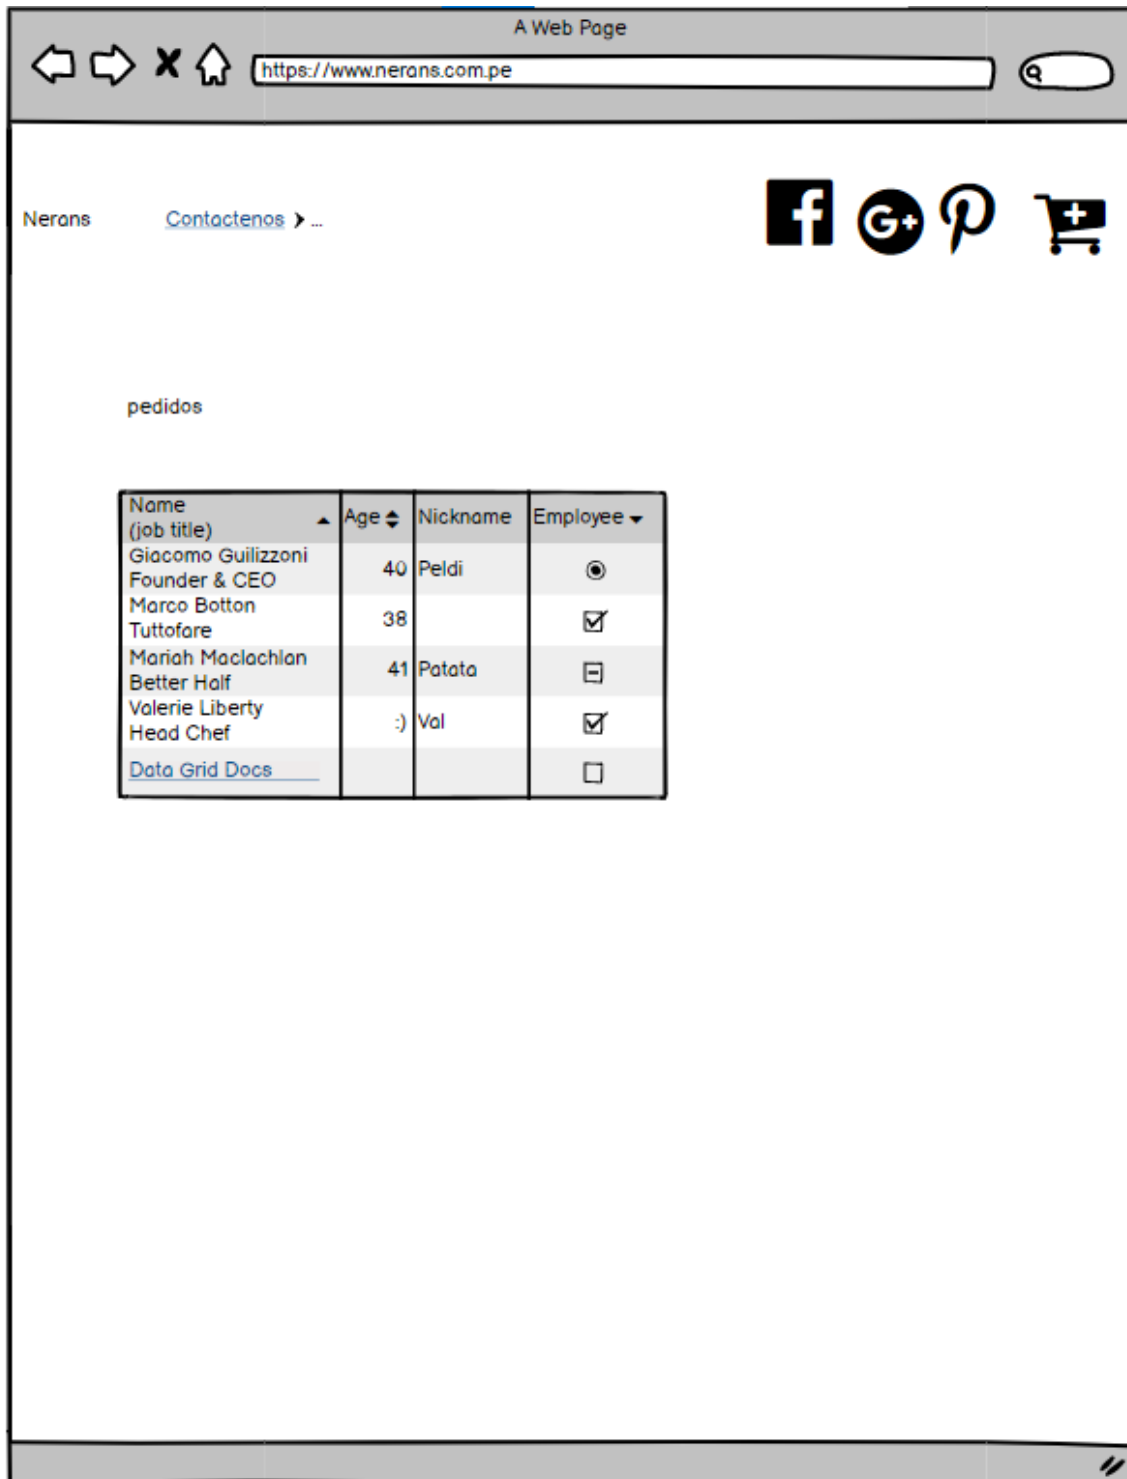 A Web Page
https://www.nerans.com.pe
Nerans Contactenos ...
pedidos
Name
(job title) Age Nickname Employee
Giacomo Guilizzoni
Founder & CEO 40 Peldi
Marco Botton
Tuttofare 38
Mariah Maclachlan
Better Half 41 Patata
Valerie Liberty
Head Chef :) Val
Data Grid Docs